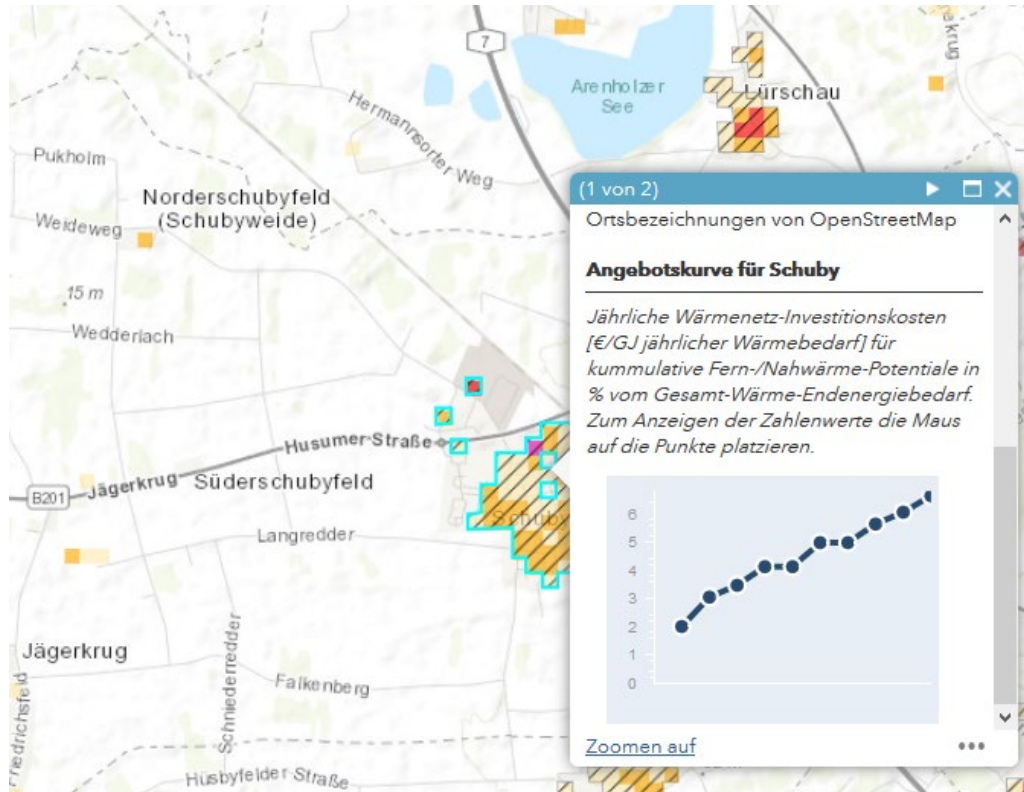 7
Arenholzer
See
Lürschau
Hermannsorter Weg
Pukholm
Norderschubyfeld
(Schubyweide)
Weideweg
15 m
Wedderlach
Husumer Straße
B201
Jägerkrug
Süderschubyfeld
Schuby
Langredder
Jägerkrug
Schniederredder
Falkenberg
Friedrichsfeld
Husbyfelder Straße
(1 von 2)
Ortsbezeichnungen von OpenStreetMap
Angebotskurve für Schuby
Jährliche Wärmenetz-Investitionskosten
[€/GJ jährlicher Wärmebedarf] für
kummulative Fern-/Nahwärme-Potentiale in
% vom Gesamt-Wärme-Endenergiebedarf.
Zum Anzeigen der Zahlenwerte die Maus
auf die Punkte platzieren.
6
5
4
3
2
1
0
Zoomen auf